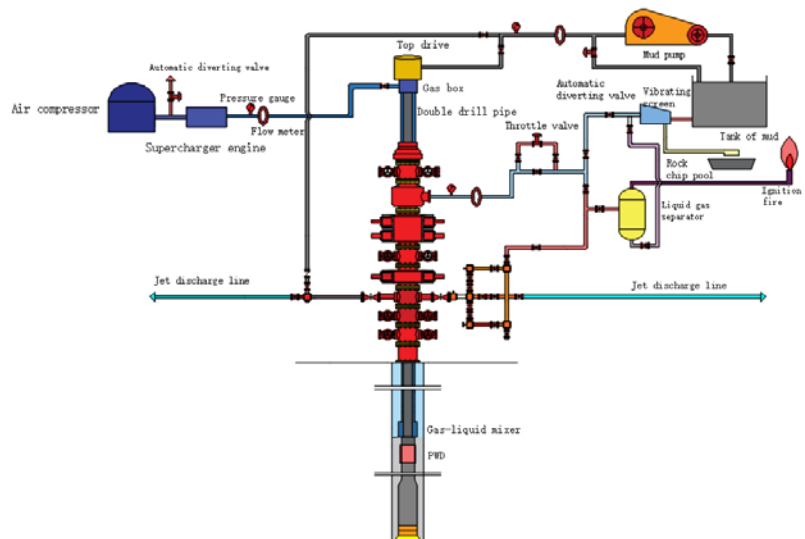 Top drive
Mud pump
Automatic diverting valve
Gas box
Automatic
diverting valve
Vibrating
screen
Air compressor
Pressure gauge
Double drill pipe
Flow meter
Supercharger engine
Throttle valve
Tank of mud
Rock
chip pool
Ignition
fire
Liquid gas
separator
Jet discharge line
Jet discharge line
Gas-liquid mixer
PWD